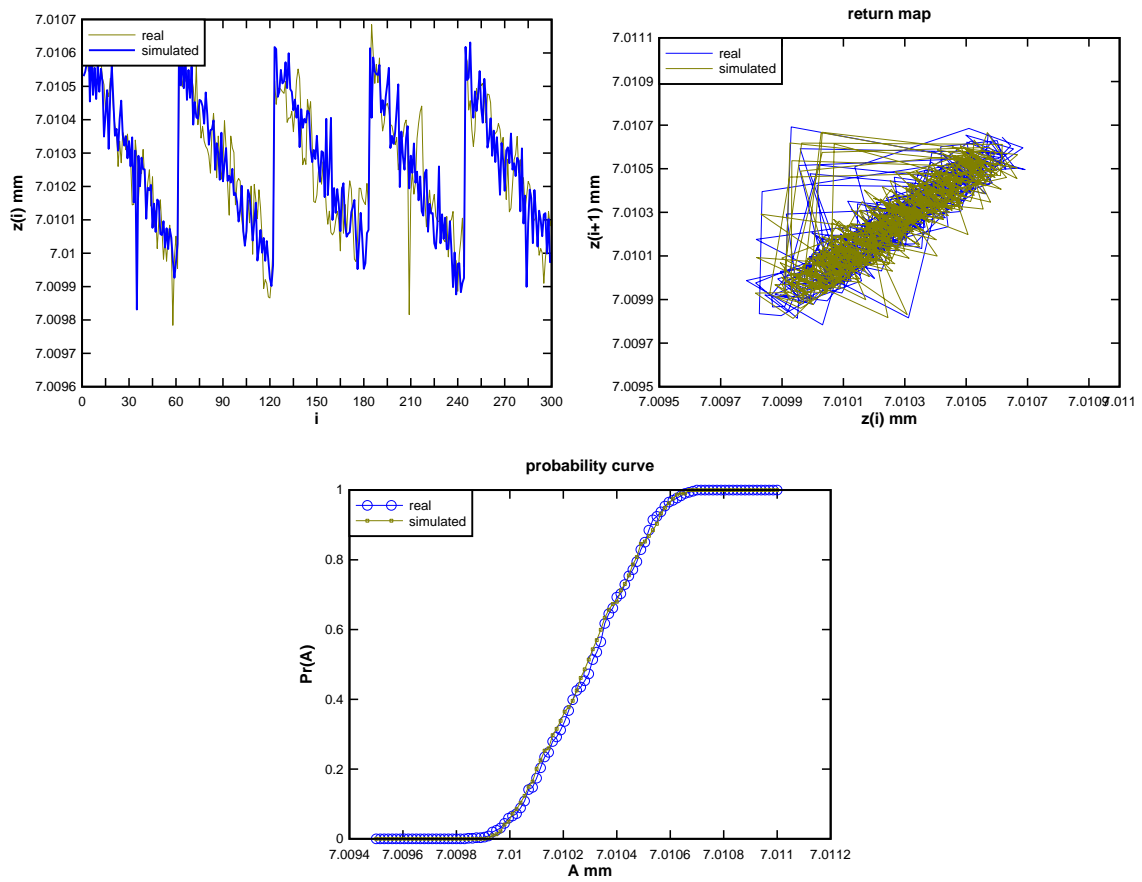 real
simulated
7.0107
7.0106
7.0105
7.0104
7.0103
7.0102
7.0101
7.01
7.0099
7.0098
7.0097
7.0096
z(i) mm
0 30 60 90 120 150 180 210 240 270 300
i
return map
real
simulated
7.0111
7.0109
7.0107
7.0105
7.0103
7.0101
7.0099
7.0097
7.0095
z(i+1) mm
7.0095 7.0097 7.0099 7.0101 7.0103 7.0105 7.0107 7.0109 7.011
z(i) mm
probability curve
real
simulated
1
0.8
0.6
0.4
0.2
0
Pr(A)
7.0094 7.0096 7.0098 7.01 7.0102 7.0104 7.0106 7.0108 7.011 7.0112
A mm